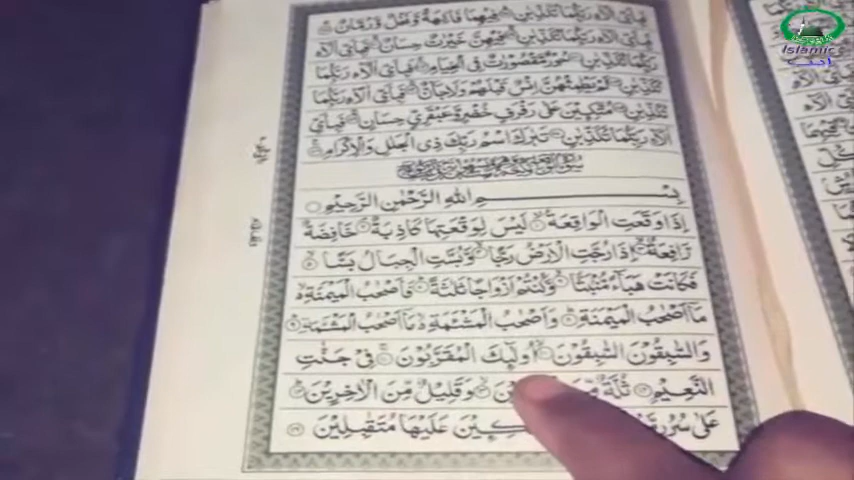 فَبِاَيِّ اٰلَآءِ رَبِّكُمَا تُكَذِّبٰنِ فِيْهِمَا فَاكِهَةٌ وَّنَخْلٌ وَّرُمَّانٌ
فَبِاَيِّ اٰلَآءِ رَبِّكُمَا تُكَذِّبٰنِ فِيْهِنَّ خَيْرٰتٌ حِسَانٌ فَبِاَيِّ اٰلَآءِ
رَبِّكُمَا تُكَذِّبٰنِ حُوْرٌ مَّقْصُوْرٰتٌ فِى الْخِيَامِ فَبِاَيِّ اٰلَآءِ رَبِّكُمَا
تُكَذِّبٰنِ لَمْ يَطْمِثْهُنَّ اِنْسٌ قَبْلَهُمْ وَلَا جَآنٌّ فَبِاَيِّ اٰلَآءِ رَبِّكُمَا
تُكَذِّبٰنِ مُتَّكِـِٕيْنَ عَلٰى رَفْرَفٍ خُضْرٍ وَّعَبْقَرِيٍّ حِسَانٍ فَبِاَيِّ
اٰلَآءِ رَبِّكُمَا تُكَذِّبٰنِ تَبٰرَكَ اسْمُ رَبِّكَ ذِى الْجَلٰلِ وَالْاِكْرَامِ
بِسْمِ اللّٰهِ الرَّحْمٰنِ الرَّحِيْمِ
اِذَا وَقَعَتِ الْوَاقِعَةُ لَيْسَ لِوَقْعَتِهَا كَاذِبَةٌ خَافِضَةٌ
رَّافِعَةٌ اِذَا رُجَّتِ الْاَرْضُ رَجًّا وَّبُسَّتِ الْجِبَالُ بَسًّا
فَكَانَتْ هَبَآءً مُّنْۢبَثًّا وَّكُنْتُمْ اَزْوَاجًا ثَلٰثَةً فَاَصْحٰبُ الْمَيْمَنَةِ
مَآ اَصْحٰبُ الْمَيْمَنَةِ وَاَصْحٰبُ الْمَشْـَٔمَةِ مَآ اَصْحٰبُ الْمَشْـَٔمَةِ
وَالسّٰبِقُوْنَ السّٰبِقُوْنَ اُولٰٓئِكَ الْمُقَرَّبُوْنَ فِيْ جَنّٰتِ
النَّعِيْمِ ثُلَّةٌ وَقَلِيْلٌ مِّنَ الْاٰخِرِيْنَ
عَلٰى سُرُرٍ عَلَيْهَا مُتَقٰبِلِيْنَ
Islamics